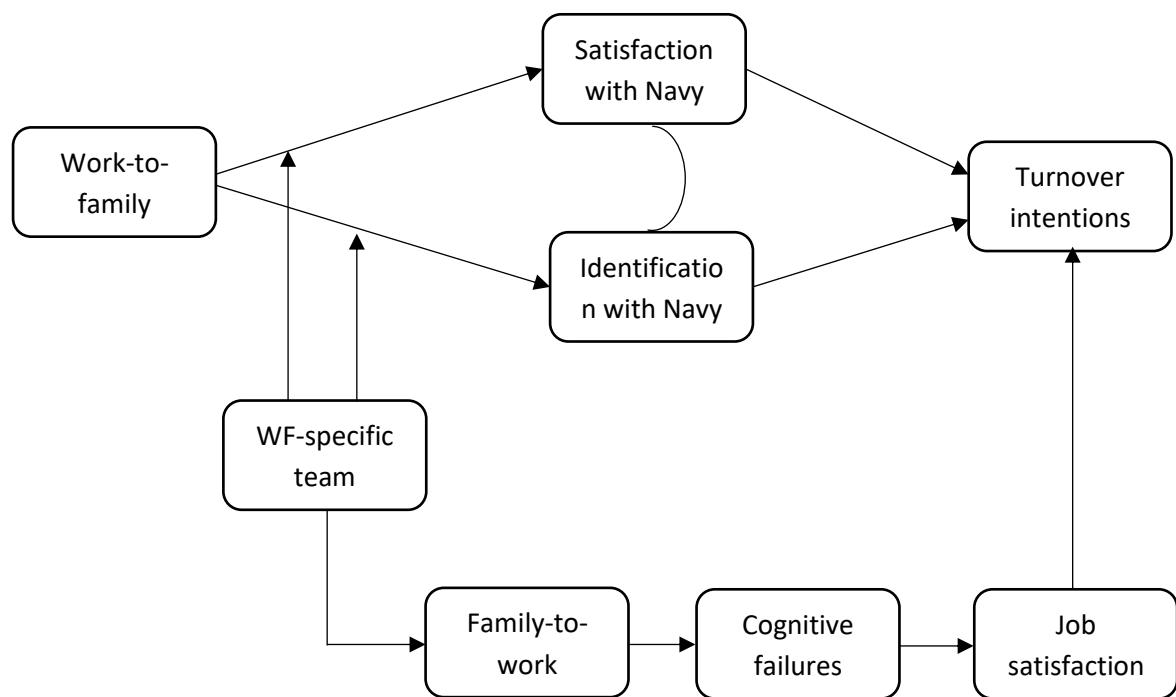 Satisfaction
with Navy
Work-to-
family
Turnover
intentions
Identificatio
n with Navy
WF-specific
team
Family-to-
work
Cognitive
failures
Job
satisfaction